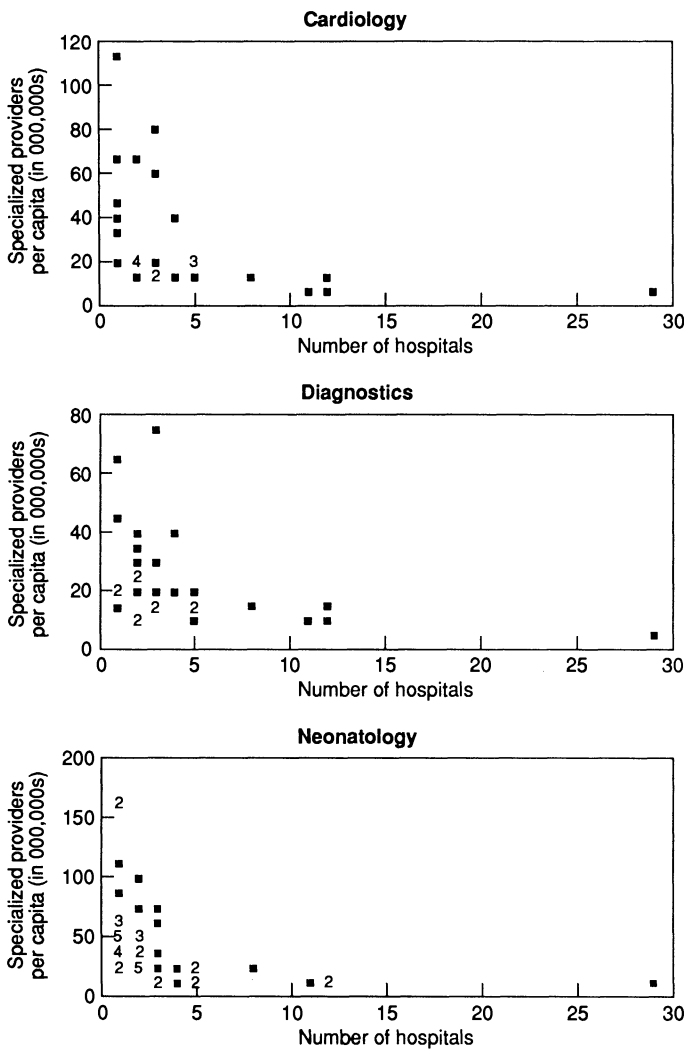 Cardiology
Specialized providers
per capita (in 000,000s)
120
100
80
60
40
20
0
4 3
2
0 5 10 15 20 25 30
Number of hospitals
Diagnostics
Specialized providers
per capita (in 000,000s)
80
60
40
20
0
2
2
2 2
2
0 5 10 15 20 25 30
Number of hospitals
Neonatology
Specialized providers
per capita (in 000,000s)
200
150
100
50
0
2
3
5 3
4 2
2 5 2
2 2 2
0 5 10 15 20 25 30
Number of hospitals